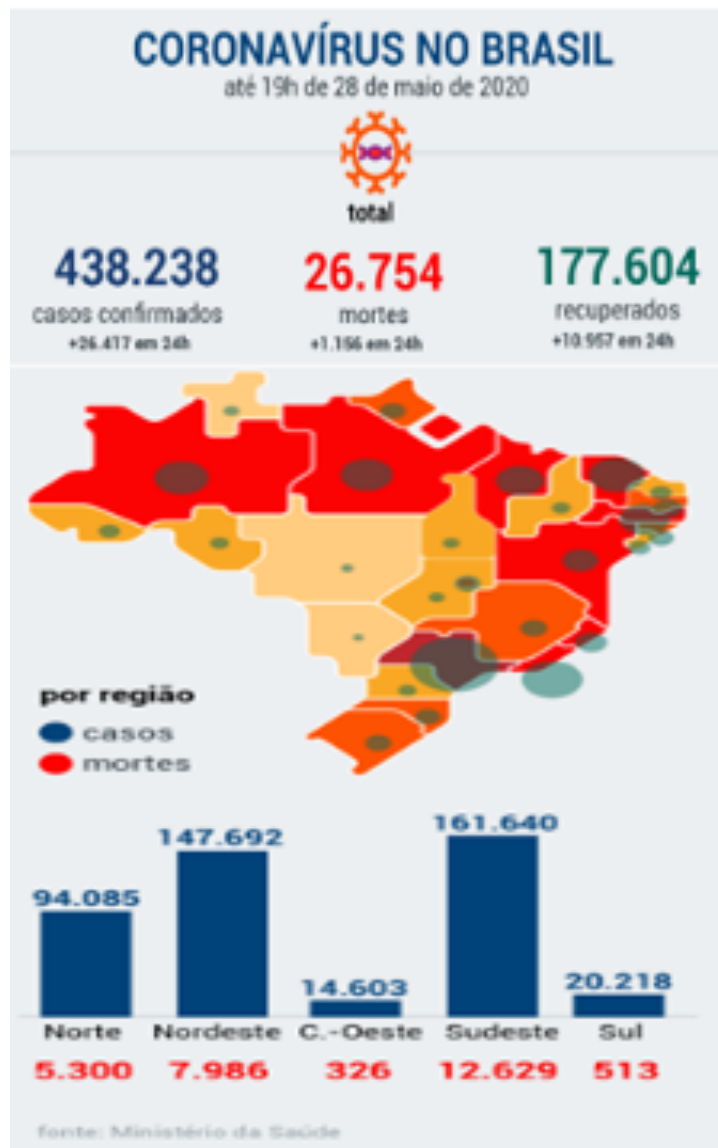 CORONAVÍRUS NO BRASIL
até 19h de 28 de maio de 2020
total
438.238 26.754 177.604
casos confirmados mortes recuperados
+26.417 em 24h +1.156 em 24h +10.957 em 24h
por região
casos
mortes
94.085 147.692 14.603 161.640 20.218
Norte Nordeste C.-Oeste Sudeste Sul
5.300 7.986 326 12.629 513
fonte: Ministério da Saúde